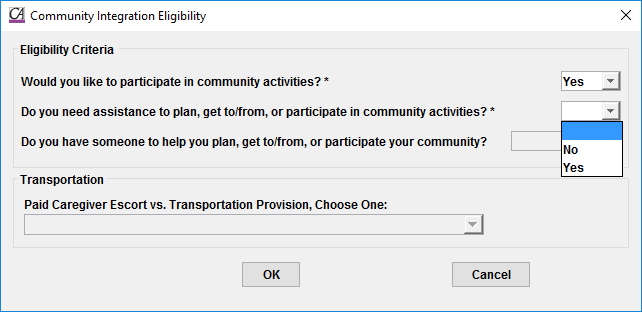 CA Community Integration Eligibility
Eligibility Criteria
Would you like to participate in community activities? * Yes
Do you need assistance to plan, get to/from, or participate in community activities? *
Do you have someone to help you plan, get to/from, or participate your community?
No
Yes
Transportation
Paid Caregiver Escort vs. Transportation Provision, Choose One:
OK Cancel